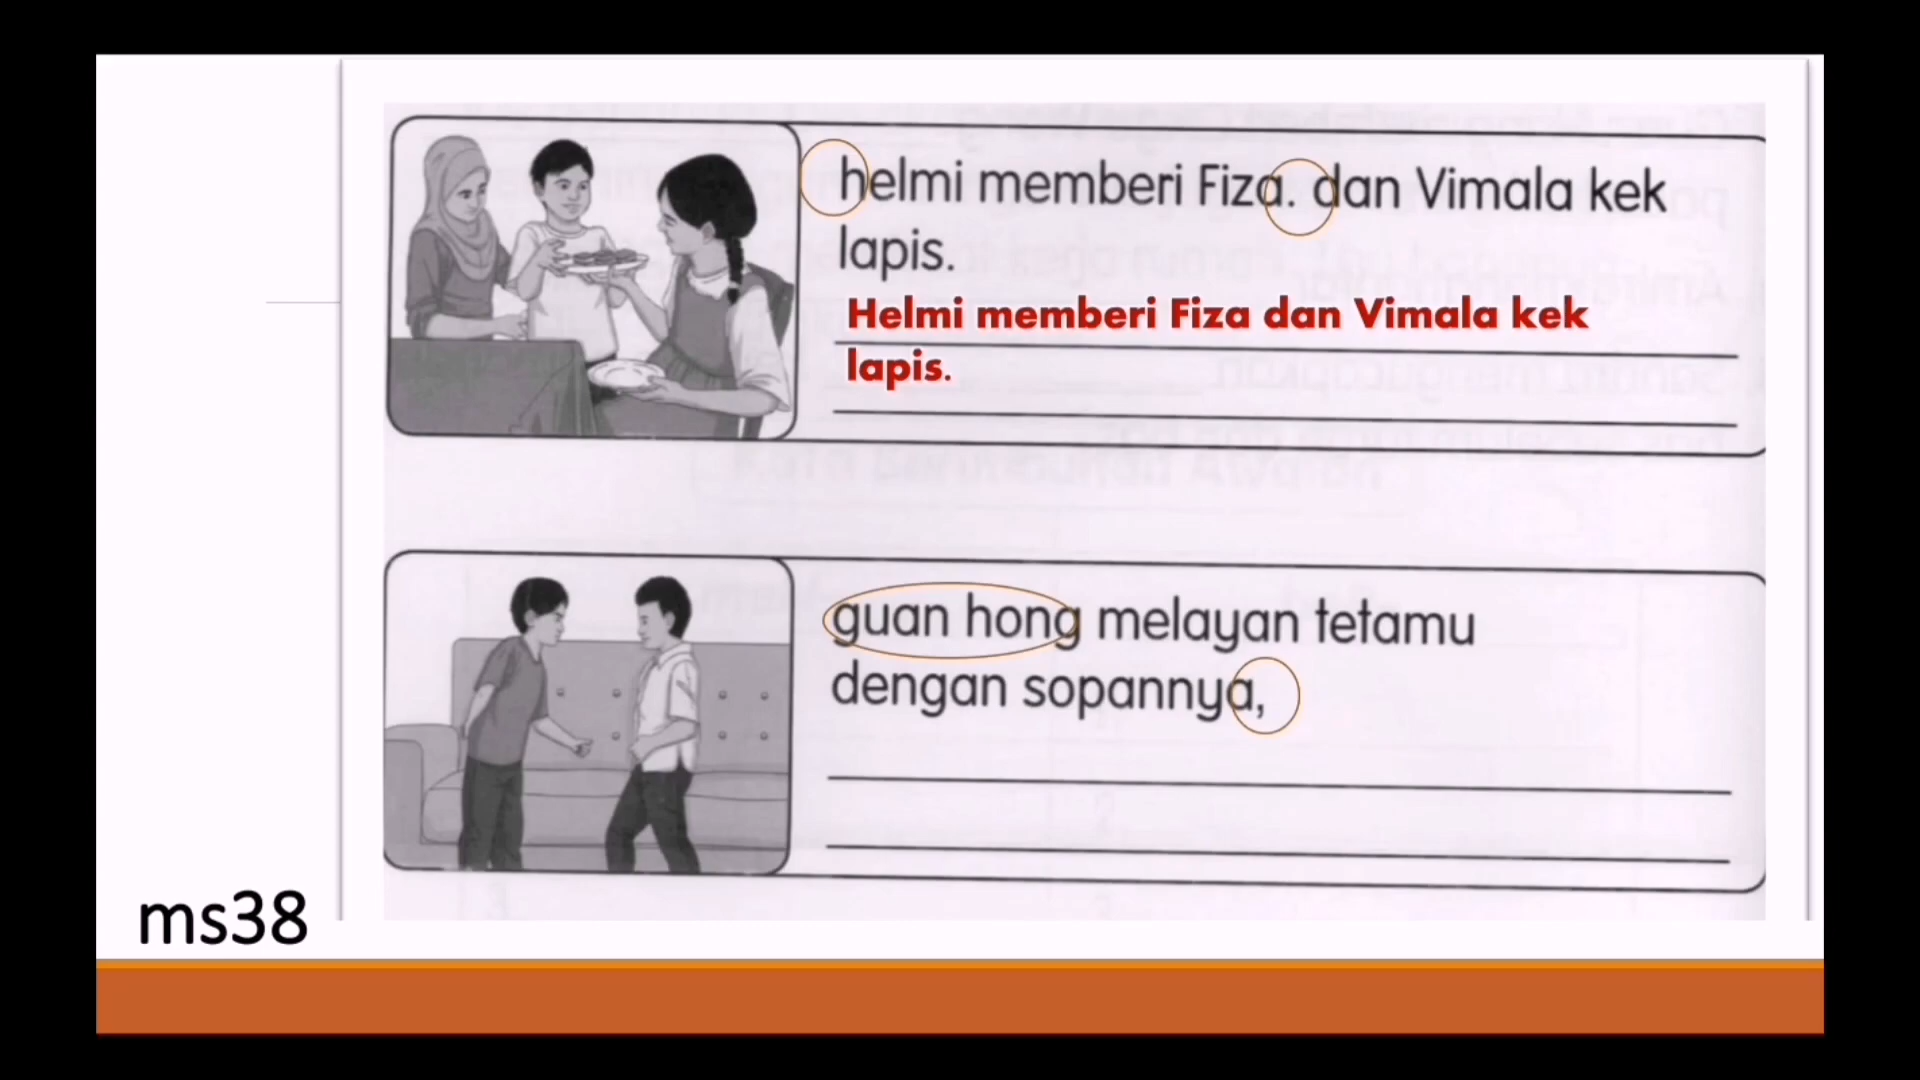 helmi memberi Fiza. dan Vimala kek
lapis.
Helmi memberi Fiza dan Vimala kek
lapis.
guan hong melayan tetamu
dengan sopannya,
ms38